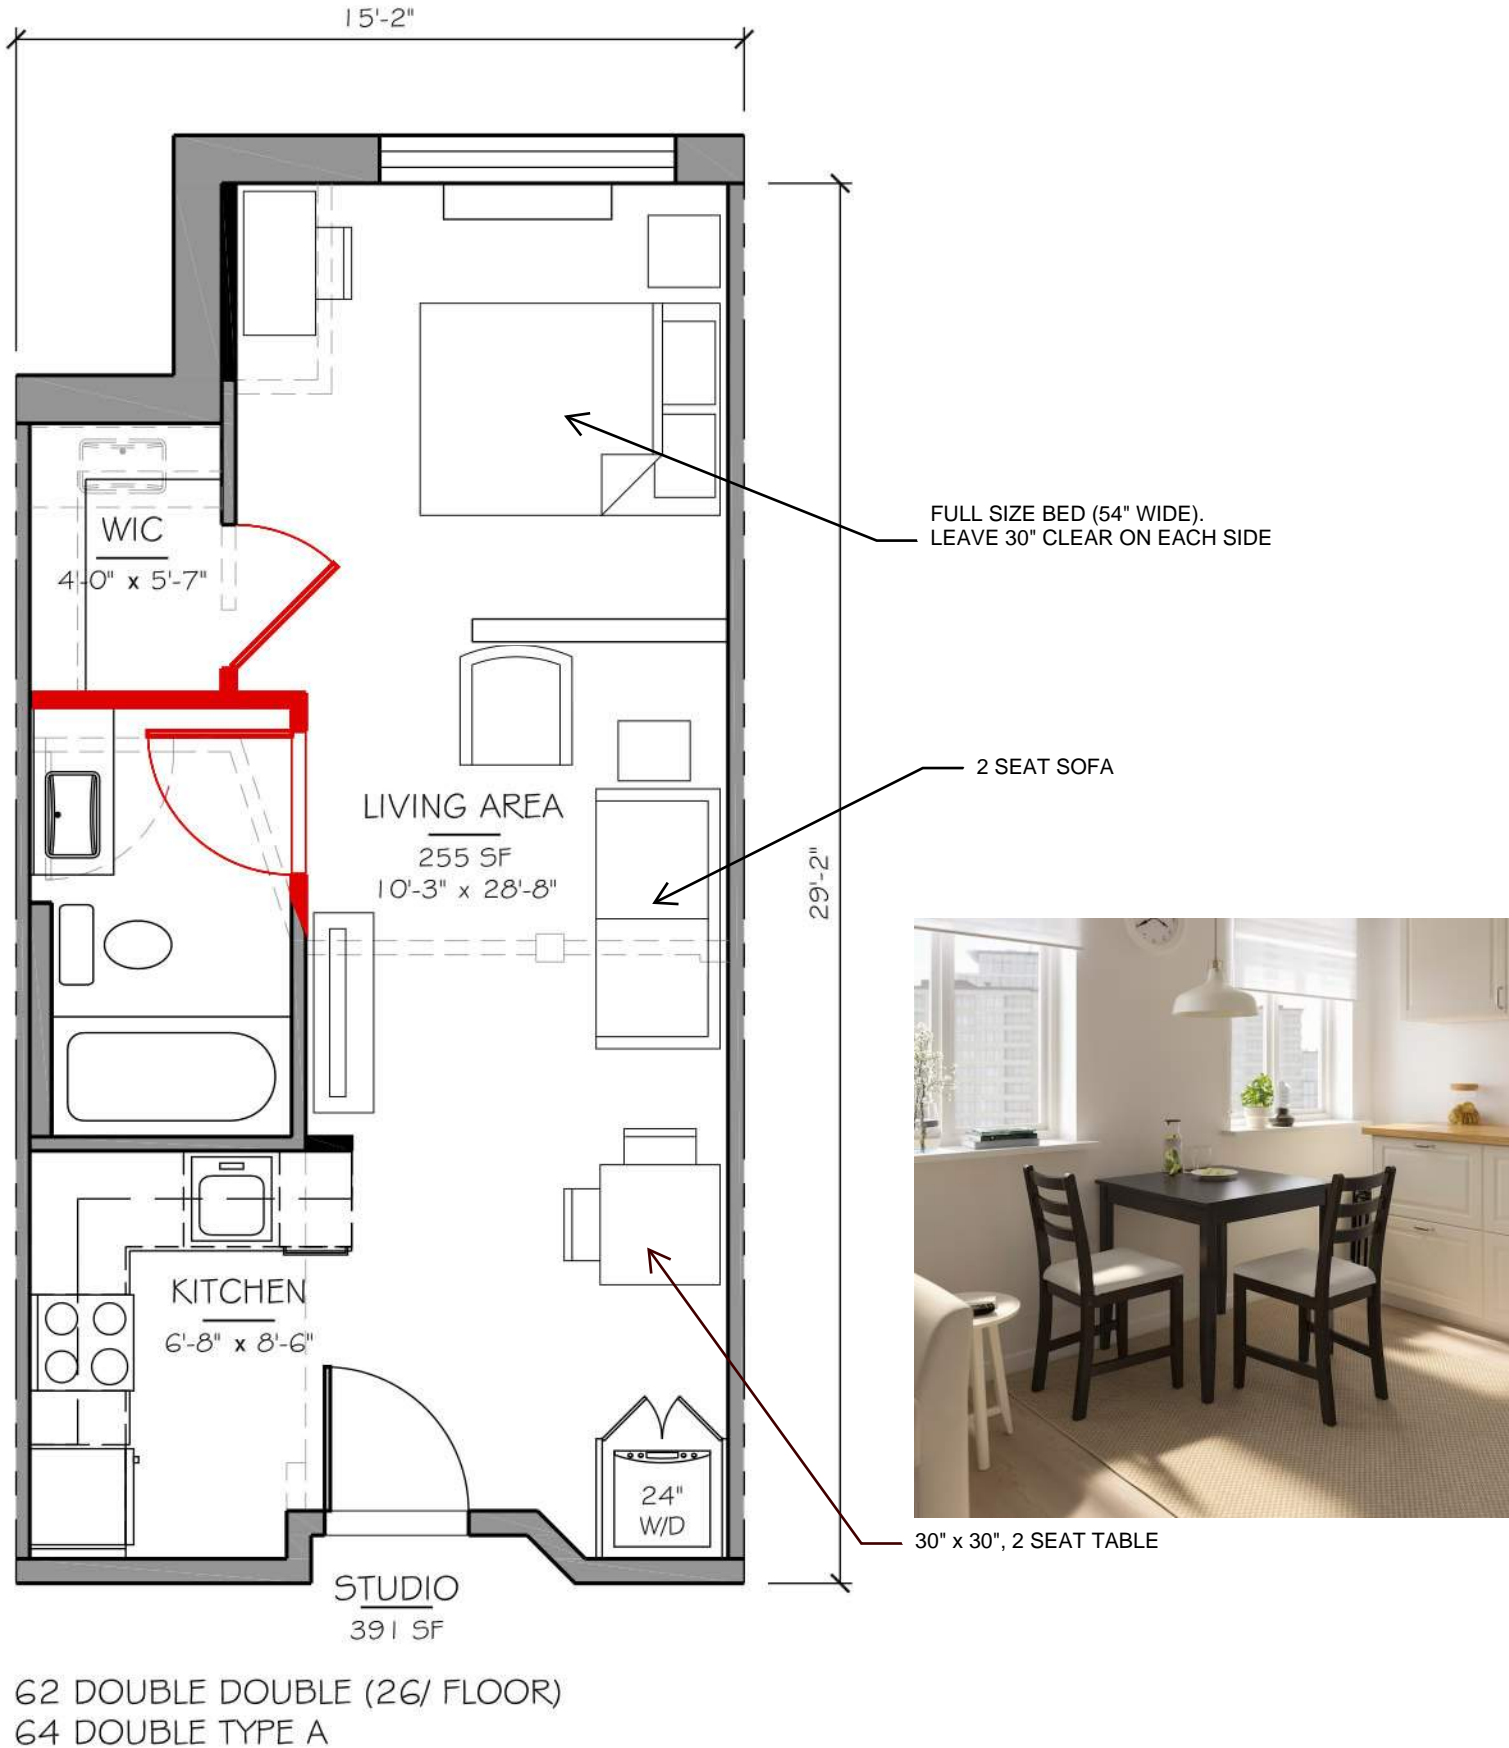 15'-2"
FULL SIZE BED (54" WIDE).
LEAVE 30" CLEAR ON EACH SIDE
WIC
4'-0" x 5'-7"
2 SEAT SOFA
LIVING AREA
255 SF
10'-3" x 28'-8"
29'-2"
KITCHEN
6'-8" x 8'-6"
24"
W/D
30" x 30", 2 SEAT TABLE
STUDIO
391 SF
62 DOUBLE DOUBLE (26/ FLOOR)
64 DOUBLE TYPE A